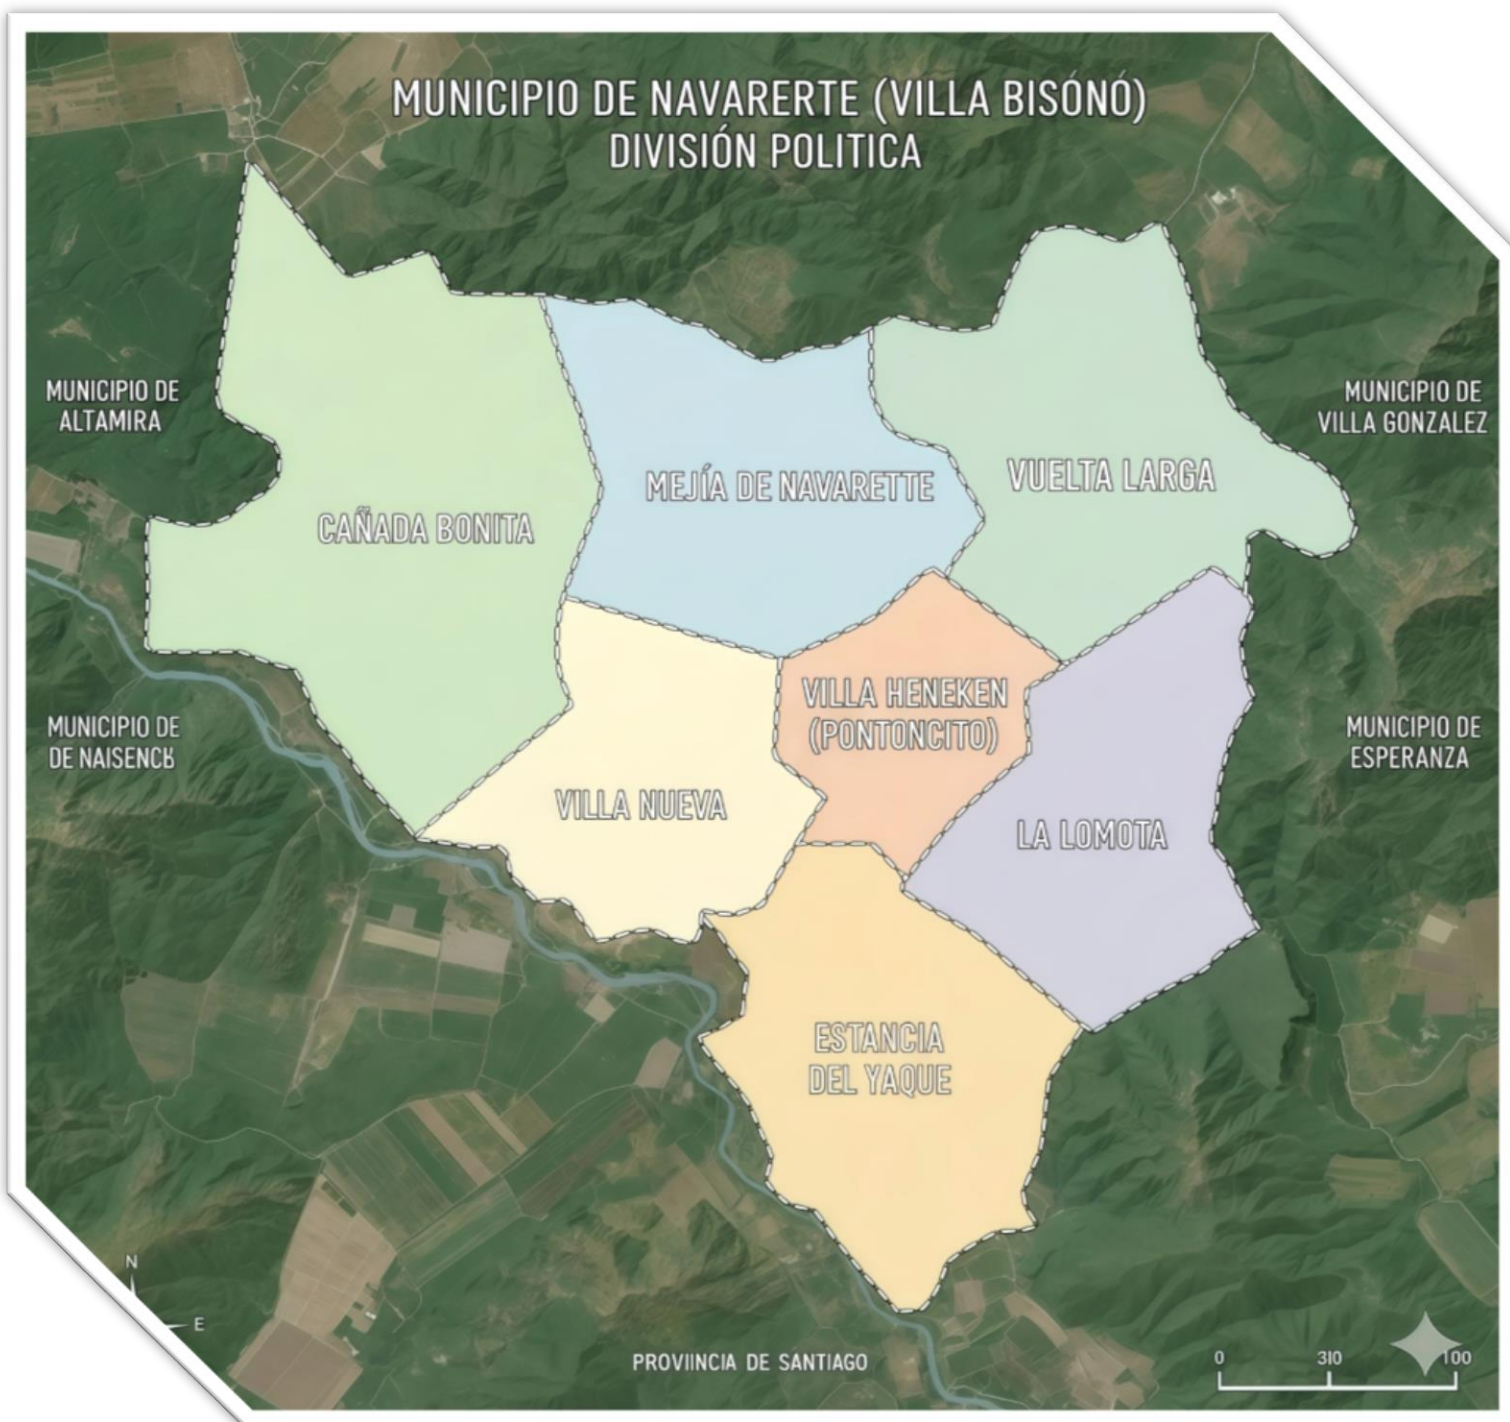 MUNICIPIO DE NAVARERTE (VILLA BISÓNÓ)
DIVISIÓN POLITICA
MUNICIPIO DE
ALTAMIRA
MUNICIPIO DE
VILLA GONZALEZ
MEJÍA DE NAVARETTE
VUELTA LARGA
CAÑADA BONITA
VILLA HENEKEN
(PONTONCITO)
MUNICIPIO DE
DE NAISENCB
MUNICIPIO DE
ESPERANZA
VILLA NUEVA
LA LOMOTA
ESTANCIA
DEL YAQUE
N
E
PROVIINCIA DE SANTIAGO
0 310 100